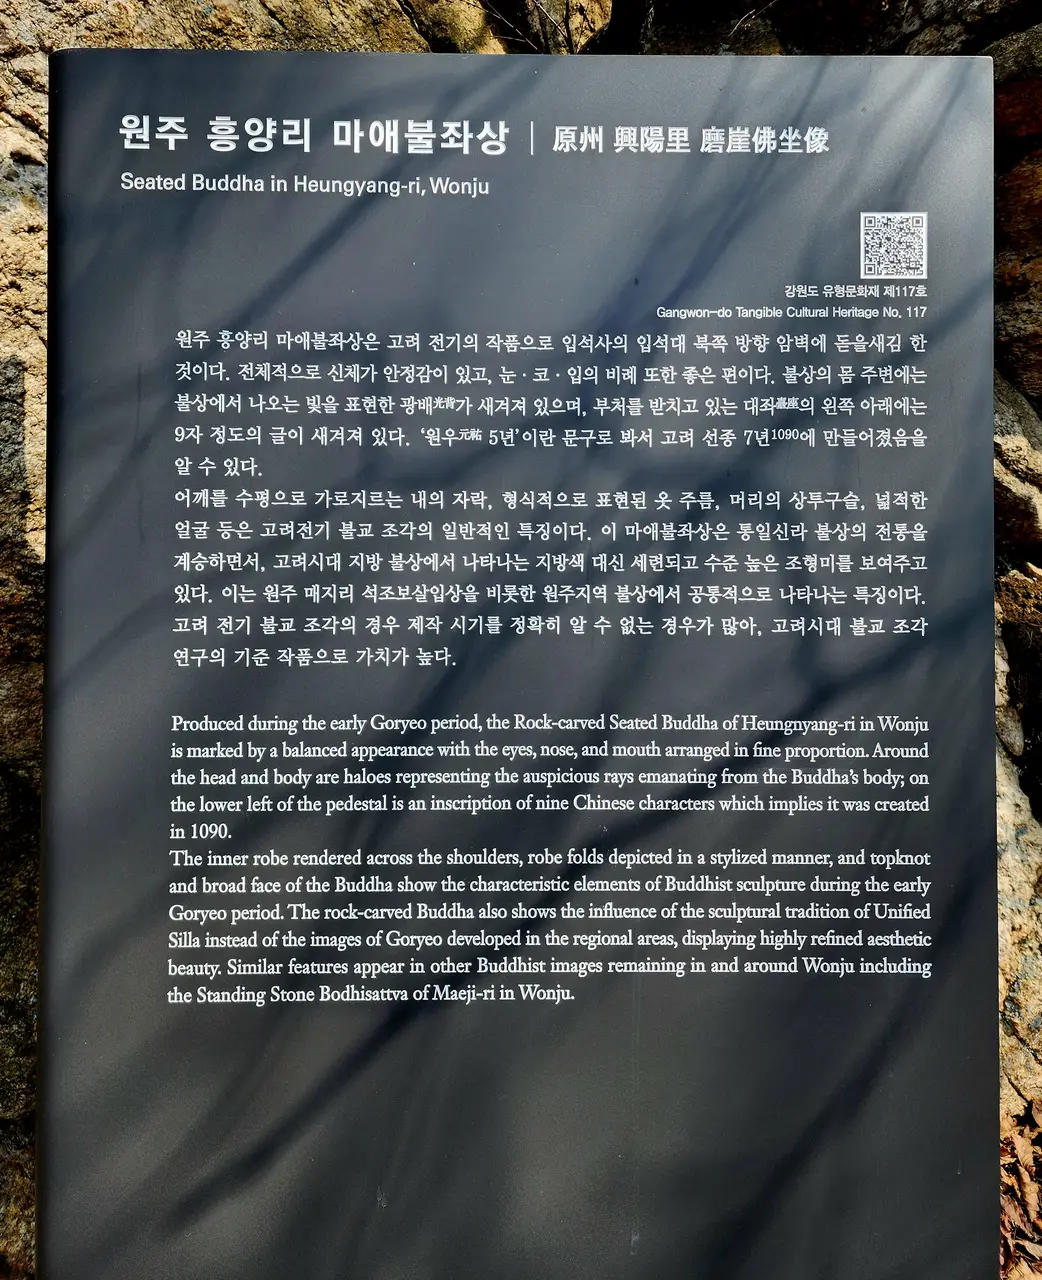 원주 흥양리 마애불좌상 | 原州 興陽里 磨崖佛坐像
Seated Buddha in Heungyang-ri, Wonju
강원도 유형문화재 제117호
Gangwon-do Tangible Cultural Heritage No. 117
원주 흥양리 마애불좌상은 고려 전기의 작품으로 입석사의 입석대 북쪽 방향 암벽에 돋을새김 한
것이다. 전체적으로 신체가 안정감이 있고, 눈·코·입의 비례 또한 좋은 편이다. 불상의 몸 주변에는
불상에서 나오는 빛을 표현한 광배光背가 새겨져 있으며, 부처를 받치고 있는 대좌臺座의 왼쪽 아래에는
9자 정도의 글이 새겨져 있다. ‘원우元祐 5년’이란 문구로 봐서 고려 선종 7년1090에 만들어졌음을
알 수 있다.
어깨를 수평으로 가로지르는 내의 자락, 형식적으로 표현된 옷 주름, 머리의 상투구슬, 넓적한
얼굴 등은 고려전기 불교 조각의 일반적인 특징이다. 이 마애불좌상은 통일신라 불상의 전통을
계승하면서, 고려시대 지방 불상에서 나타나는 지방색 대신 세련되고 수준 높은 조형미를 보여주고
있다. 이는 원주 매지리 석조보살입상을 비롯한 원주지역 불상에서 공통적으로 나타나는 특징이다.
고려 전기 불교 조각의 경우 제작 시기를 정확히 알 수 없는 경우가 많아, 고려시대 불교 조각
연구의 기준 작품으로 가치가 높다.
Produced during the early Goryeo period, the Rock-carved Seated Buddha of Heungnyang-ri in Wonju
is marked by a balanced appearance with the eyes, nose, and mouth arranged in fine proportion. Around
the head and body are haloes representing the auspicious rays emanating from the Buddha's body; on
the lower left of the pedestal is an inscription of nine Chinese characters which implies it was created
in 1090.
The inner robe rendered across the shoulders, robe folds depicted in a stylized manner, and topknot
and broad face of the Buddha show the characteristic elements of Buddhist sculpture during the early
Goryeo period. The rock-carved Buddha also shows the influence of the sculptural tradition of Unified
Silla instead of the images of Goryeo developed in the regional areas, displaying highly refined aesthetic
beauty. Similar features appear in other Buddhist images remaining in and around Wonju including
the Standing Stone Bodhisattva of Maeji-ri in Wonju.